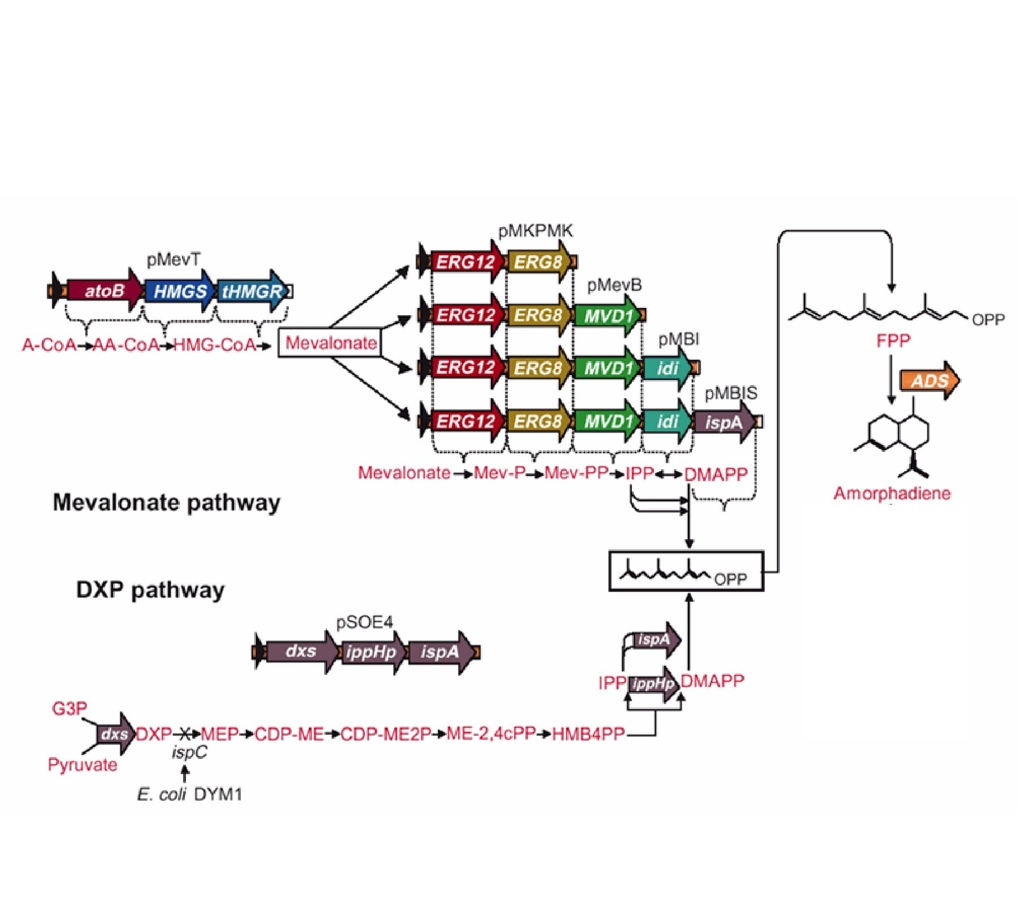 pMKPMK
pMevT
ERG12 ERG8
atoB HMGS tHMGR
pMevB
ERG12 ERG8 MVD1
A-CoA AA-CoA HMG-CoA Mevalonate
pMBI
ERG12 ERG8 MVD1 idi
pMBIS
ERG12 ERG8 MVD1 idi ispA
Mevalonate Mev-P Mev-PP IPP DMAPP
OPP
FPP
ADS
Amorphadiene
Mevalonate pathway
OPP
DXP pathway
pSOE4
dxs ippHp ispA
ispA
IPP ippHp DMAPP
G3P
dxs DXP X MEP CDP-ME CDP-ME2P ME-2,4cPP HMB4PP
ispC
Pyruvate
E. coli DYM1